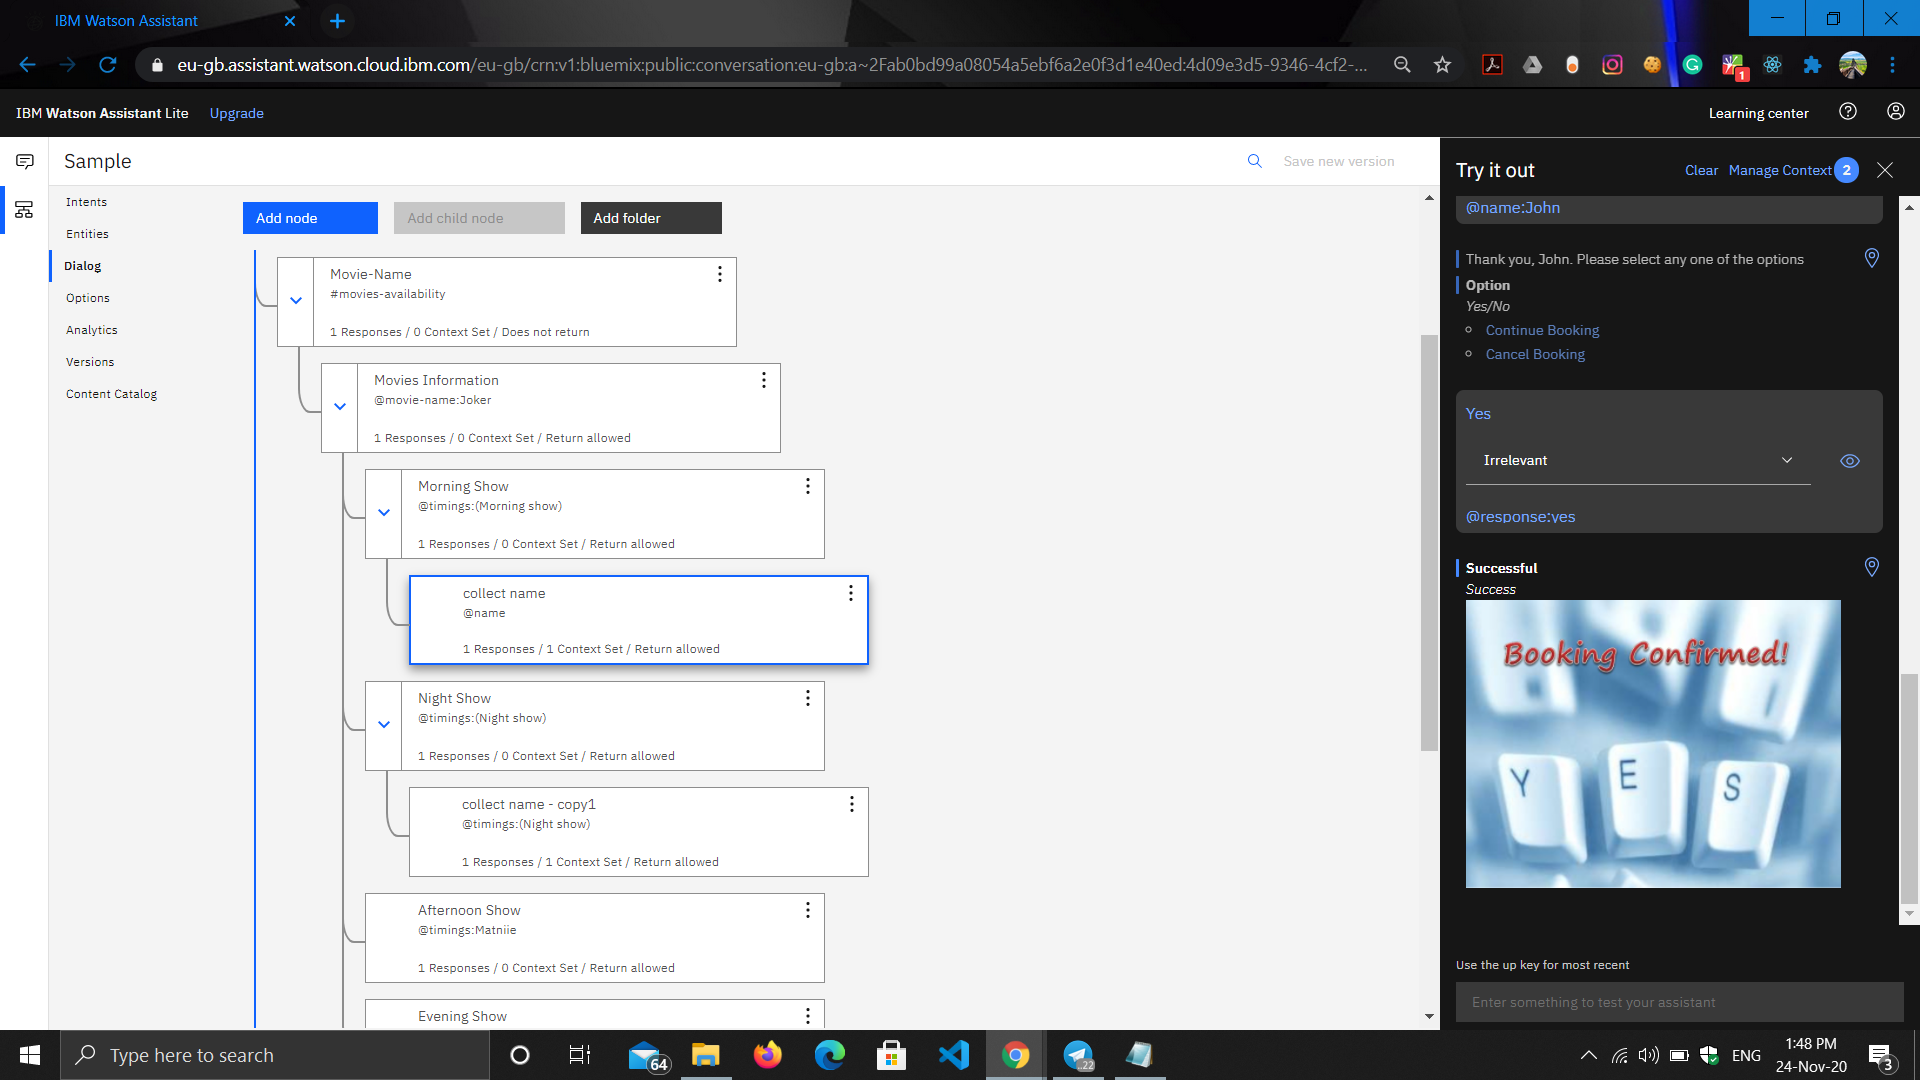 IBM Watson Assistant
eu-gb.assistant.watson.cloud.ibm.com/eu-gb/crn:v1:bluemix:public:conversation:eu-gb:a~2Fab0bd99a08054a5ebf6a2e0f3d1e40ed:4d09e3d5-9346-4cf2-...
1
IBM Watson Assistant Lite Upgrade
Learning center
Sample
Save new version
Intents
Entities
Dialog
Options
Analytics
Versions
Content Catalog
Add node Add child node Add folder
Movie-Name
#movies-availability
1 Responses / 0 Context Set / Does not return
Movies Information
@movie-name:Joker
1 Responses / 0 Context Set / Return allowed
Morning Show
@timings:(Morning show)
1 Responses / 0 Context Set / Return allowed
collect name
@name
1 Responses / 1 Context Set / Return allowed
Night Show
@timings:(Night show)
1 Responses / 0 Context Set / Return allowed
collect name - copy1
@timings:(Night show)
1 Responses / 1 Context Set / Return allowed
Afternoon Show
@timings:Matniie
1 Responses / 0 Context Set / Return allowed
Evening Show
Try it out
Clear Manage Context 2
@name:John
Thank you, John. Please select any one of the options
Option
Yes/No
Continue Booking
Cancel Booking
Yes
Irrelevant
@response:yes
Successful
Success
Booking Confirmed!
Y E S
Use the up key for most recent
Enter something to test your assistant
Type here to search
64
22
ENG
1:48 PM
24-Nov-20
3